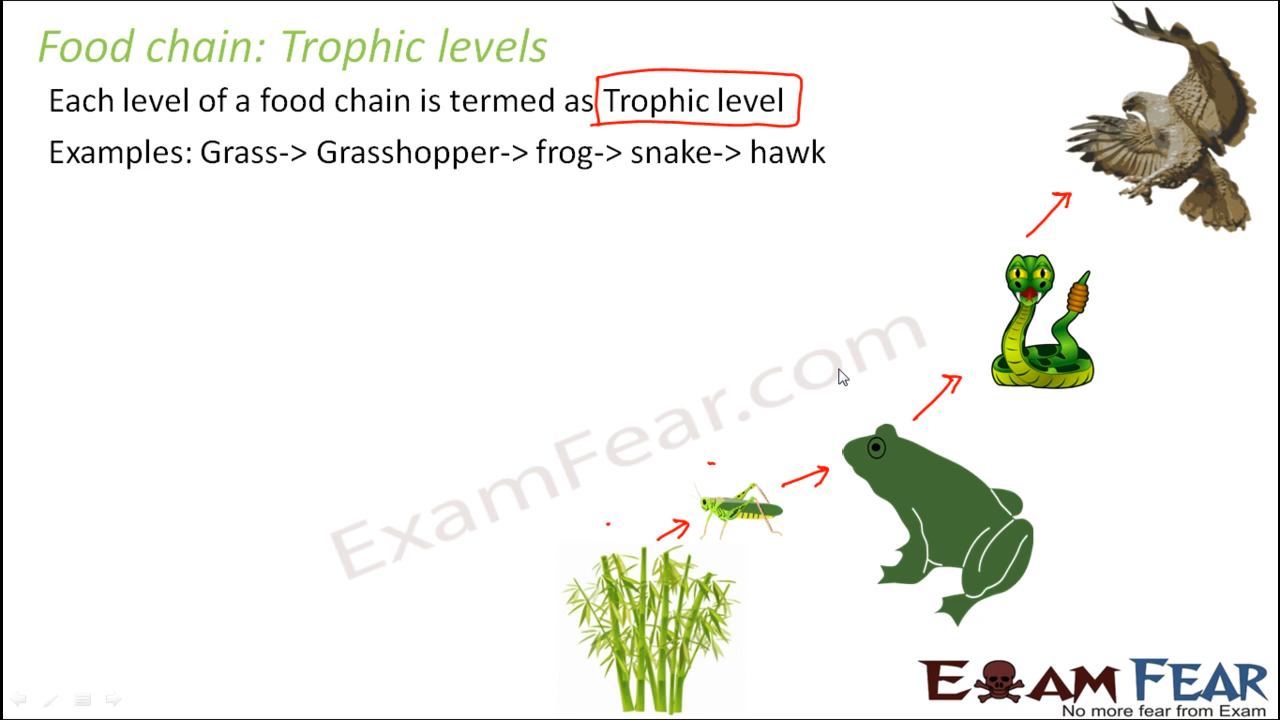 Food chain: Trophic levels
Each level of a food chain is termed as Trophic level
Examples: Grass-> Grasshopper-> frog-> snake-> hawk
ExamFear.com
EXAM FEAR
No more fear from Exam